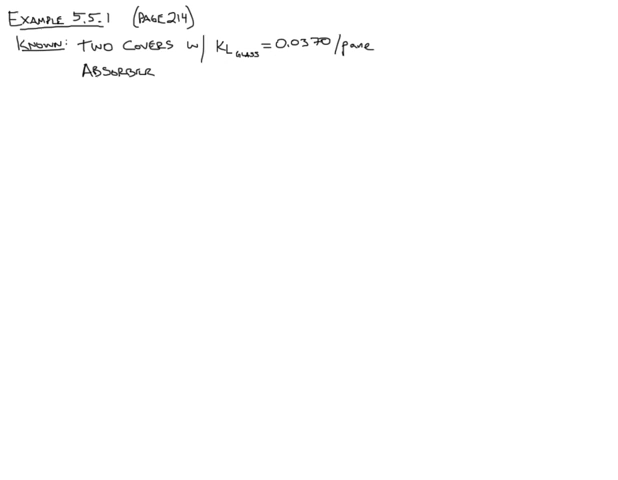 EXAMPLE 5.5.1 (PAGE 214)
KNOWN: TWO COVERS W/ KL GLASS = 0.0370/pane
ABSORBER